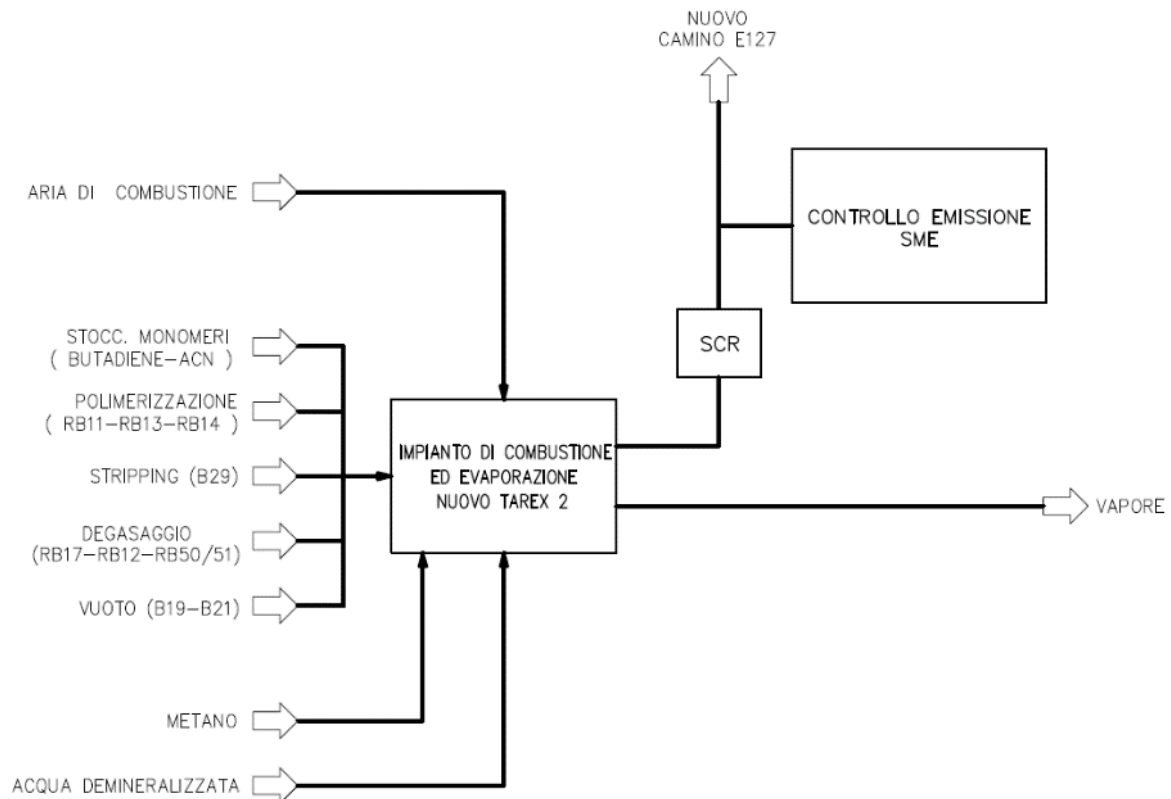 NUOVO
CAMINO E127
ARIA DI COMBUSTIONE
CONTROLLO EMISSIONE
SME
STOCC. MONOMERI
( BUTADIENE-ACN )
SCR
POLIMERIZZAZIONE
( RB11-RB13-RB14 )
IMPIANTO DI COMBUSTIONE
ED EVAPORAZIONE
NUOVO TAREX 2
STRIPPING (B29)
VAPORE
DEGASAGGIO
(RB17-RB12-RB50/51)
VUOTO (B19-B21)
METANO
ACQUA DEMINERALIZZATA